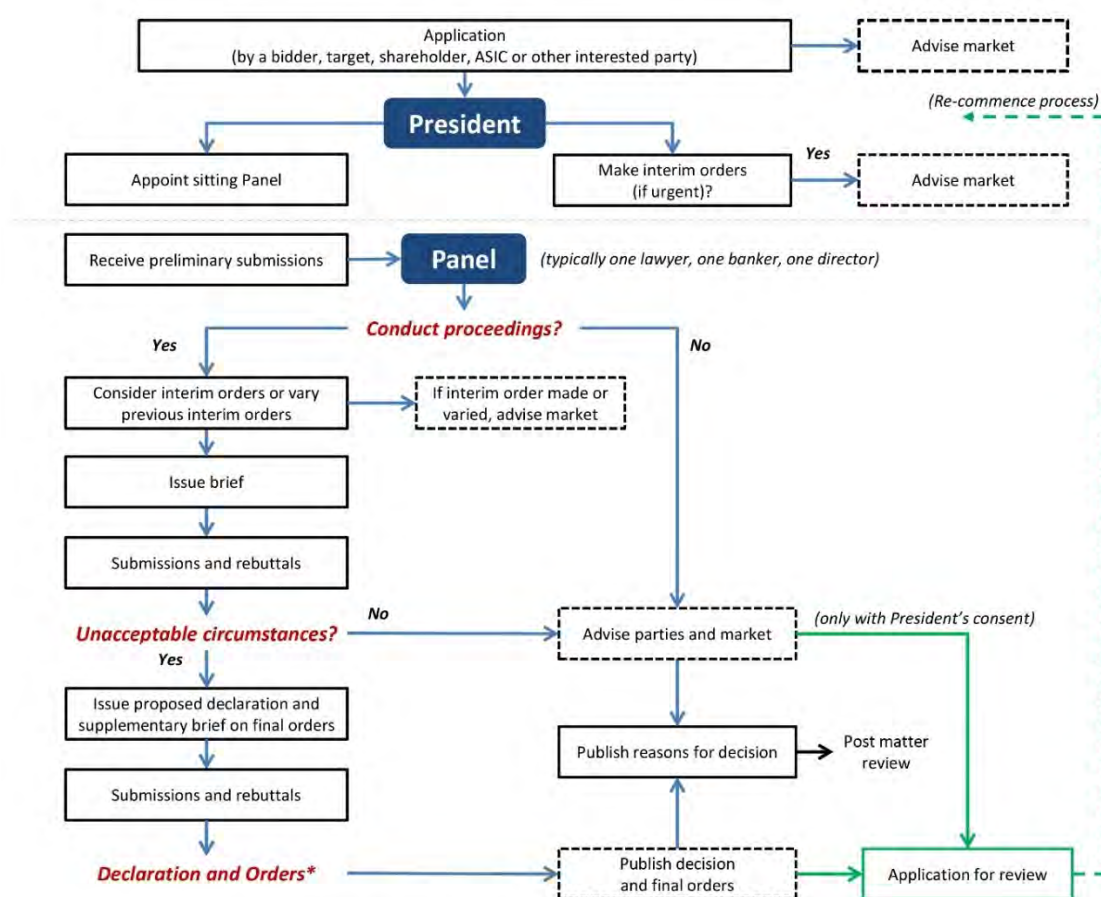 Application
(by a bidder, target, shareholder, ASIC or other interested party)
Advise market
(Re-commence process)
President
Appoint sitting Panel
Make interim orders
(if urgent)?
Yes
Advise market
Receive preliminary submissions
Panel
(typically one lawyer, one banker, one director)
Conduct proceedings?
Yes
No
Consider interim orders or vary
previous interim orders
If interim order made or
varied, advise market
Issue brief
Submissions and rebuttals
Unacceptable circumstances?
No
Yes
Advise parties and market
(only with President's consent)
Issue proposed declaration and
supplementary brief on final orders
Publish reasons for decision
Post matter
review
Submissions and rebuttals
Declaration and Orders*
Publish decision
and final orders
Application for review